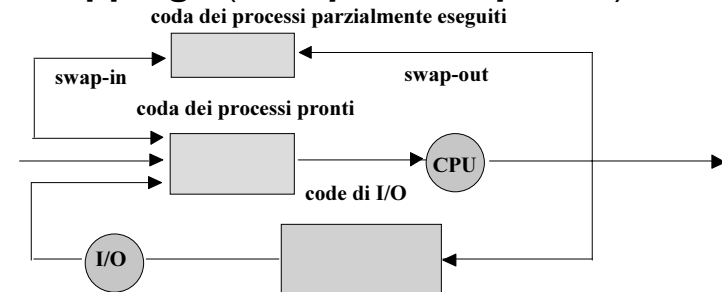 coda dei processi parzialmente eseguiti
swap-in
swap-out
coda dei processi pronti
CPU
code di I/O
I/O